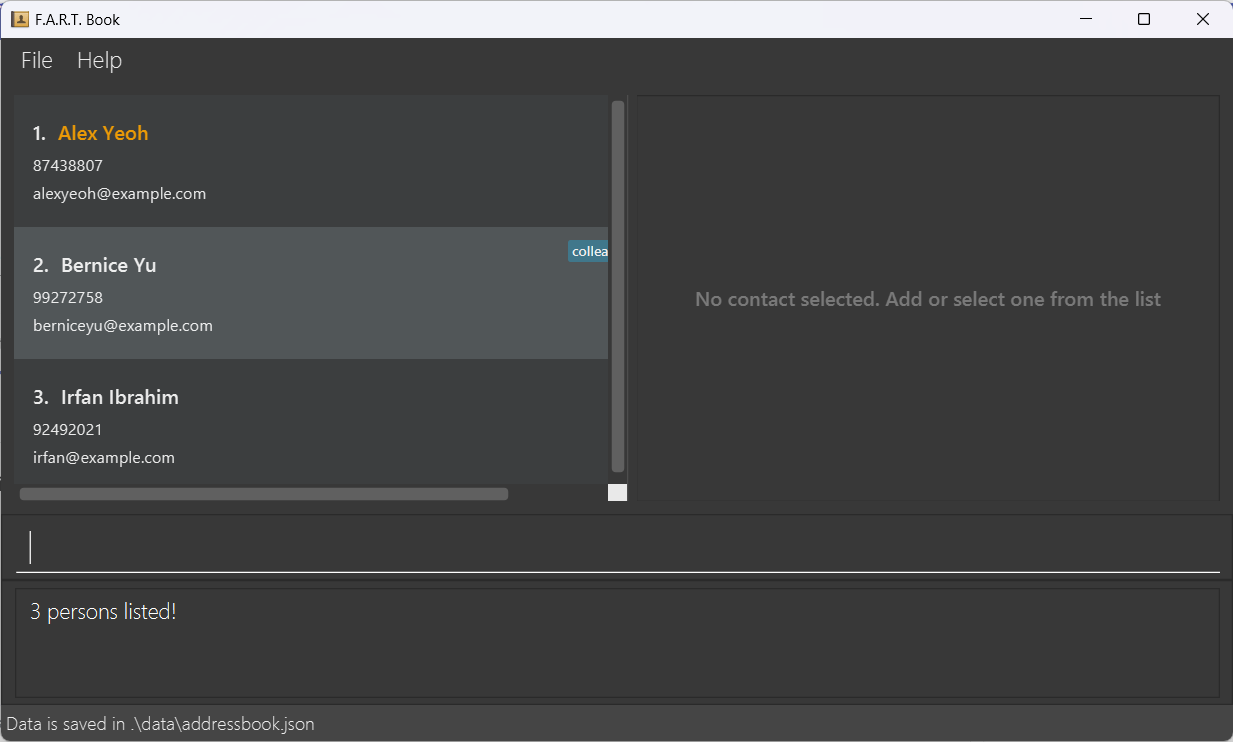 F.A.R.T. Book
File Help
1. Alex Yeoh
87438807
alexyeoh@example.com
2. Bernice Yu
collea
99272758
berniceyu@example.com
3. Irfan Ibrahim
92492021
irfan@example.com
No contact selected. Add or select one from the list
3 persons listed!
Data is saved in .\data\addressbook.json